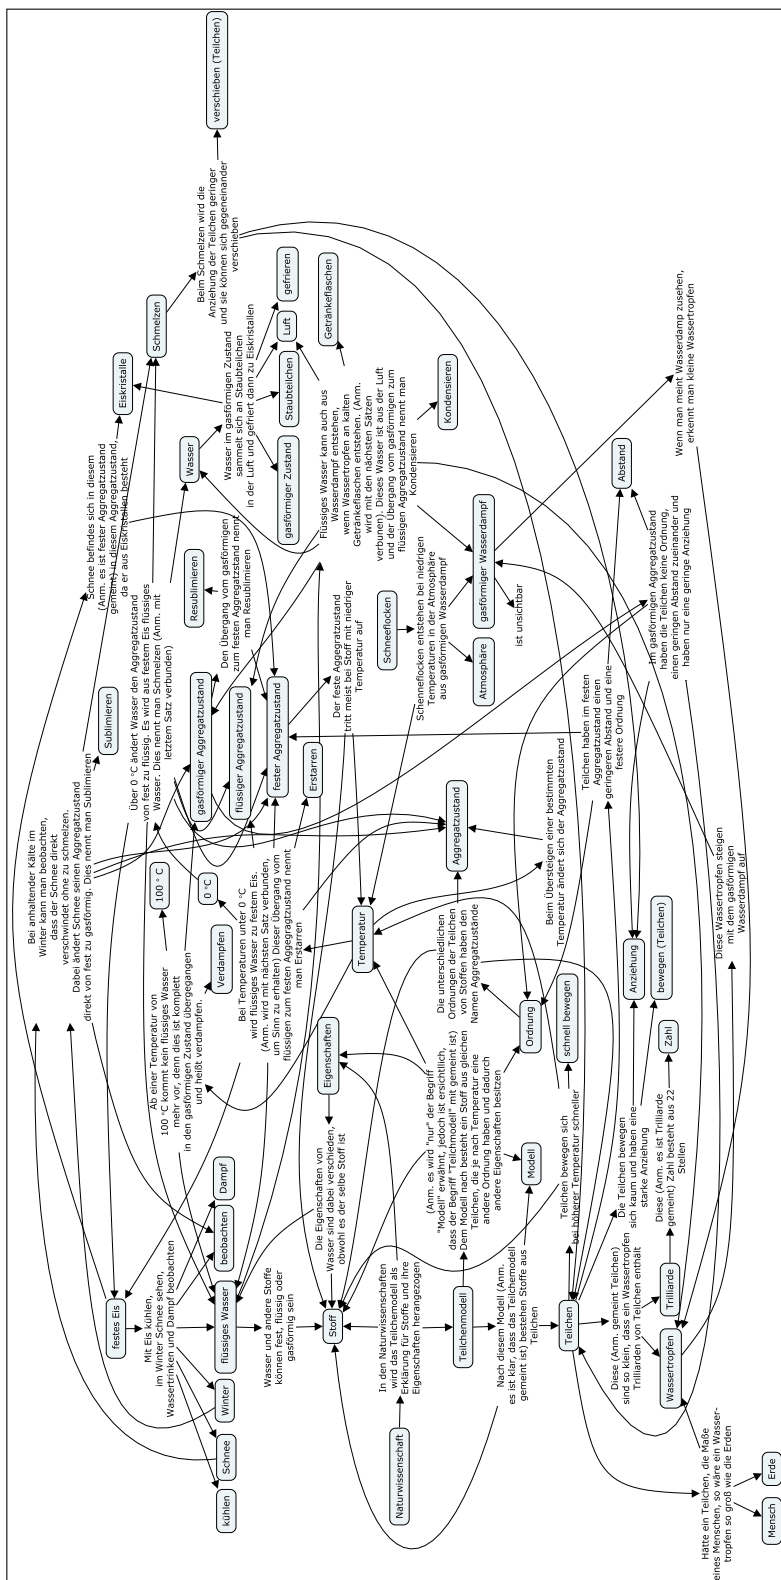 verschieben (Teilchen)
Beim Schmelzen wird die
Anziehung der Teilchen geringer
und sie können sich gegeneinander
verschieben
Schmelzen
gefrieren
Luft
Getränkeflaschen
Eiskristalle
Staubteilchen
Wasser im gasförmigen Zustand
sammelt sich an Staubteilchen
in der Luft und gefriert dann zu Eiskristallen
Wasser
gasförmiger Zustand
Kondensieren
Wenn man meint Wasserdamp zusehen,
erkennt man kleine Wassertropfen
Schnee befindes sich in diesem
(Anm. es ist fester Aggregatzustand
gemeine) in diesem Aggregatzustand,
da er aus Eiskristallen besteht
Flüssiges Wasser kann auch aus
Wasserdampf entstehen,
wenn Wassertropfen an kalten
Getränkeflaschen entstehen. (Anm.
wird mit den nächsten Sätzen
verbunen). Dieses Wasser ist aus der Luft
und der Übergang vom gasförmigen zum
flüssigen Aggregatzustand nennt man
Kondensieren
Abstand
Über 0 °C ändert Wasser den Aggregatzustand
von fest zu flüssig. Es wird aus festem Eis flüssiges
Wasser. Dies nennt man Schmelzen (Anm. mit
letztem Satz verbunden)
Resublimieren
Den Übergang vom gasförmigen
zum festen Aggregatzustand nennt
man Resublimieren
gasförmiger Wasserdampf
ist unsichtbar
Im gasförmigen Aggregatzustand
haben die Teilchen keine Ordnung,
einen geringen Abstand zueinander und
haben nur eine geringe Anziehung
Schneeflocken
Schenneflocken entstehen bei niedrigen
Temperaturen in der Atmosphäre
aus gasförmigen Wasserdampf
Atmosphäre
Sublimieren
gasförmiger Aggregatzustand
flüssiger Aggregatzustand
fester Aggregatzustand
Der feste Aggegratzustand
tritt meist bei Stoff mit niedriger
Temperatur auf
Erstarren
Teilchen haben im festen
Aggregatzustand einen
geringeren Abstand und eine
festere Ordnung
Bei anhaltender Kälte im
Winter kann man beobachten,
dass der Schnee direkt
verschwindet ohne zu schmelzen.
Dabei ändert Schnee seinen Aggregatzustand
direkt von fest zu gasförmig. Dies nennt man Sublimieren
100 ° C
0 °C
Aggregatzustand
Beim Übersteigen einer bestimmten
Temperatur ändert sich der Aggregatzustand
Diese Wassertropfen steigen
mit dem gasförmigen
Wasserdampf auf
Ab einer Temperatur von
100 °C kommt kein flüssiges Wasser
mehr vor, denn dies ist komplett
in den gasförmigen Zustand übergegangen
und heißt verdampfen.
Verdampfen
Bei Temperaturen unter 0 °C
wird flüssiges Wasser zu festem Eis.
(Anm. wird mit nächsten Satz verbunden,
um Sinn zu erhalten) Dieser Übergang vom
flüssigen zum festen Aggegragtzustand nennt
man Erstarren
Temperatur
Die unterschiedlichen
Ordnungen der Teilchen
von Stoffen haben den
Namen Aggregatzustände
Anziehung
bewegen (Teilchen)
Ordnung
schnell bewegen
Zahl
Eigenschaften
Die Eigenschaften von
Wasser sind dabei verschieden,
obwohl es der selbe Stoff ist
(Anm. es wird "nur" der Begriff
"Modell" erwähnt, jedoch ist ersichtllich,
dass der Begriff "Teilchmodell" mit gemeint ist)
Dem Modell nach besteht ein Stoff aus gleichen
Teilchen, die je nach Temperatur eine
andere Ordnung haben und dadurch
andere Eigenschaften besitzen
Teilchen bewegen sich
bei höherer Temperatur schneller
Die Teilchen bewegen
sich kaum und haben eine
starke Anziehung
Diese (Anm. es ist Trilliarde
gemeint) Zahl besteht aus 22
Stellen
Dampf
beobachten
Modell
festes Eis
Mit Eis kühlen,
im Winter Schnee sehen,
Wassertrinken und Dampf beobachten
flüssiges Wasser
Wasser und andere Stoffe
können fest, flüssig oder
gasförmig sein
Stoff
In den Naturwissenschaften
wird das Teilchemodell als
Erklärung für Stoffe und ihre
Eigenschaften herangezogen
Teilchenmodell
Nach diesem Modell (Anm.
es ist klar, dass das Teilchemodell
gemeint ist) bestehen Stoffe aus
Teilchen
Teilchen
Diese (Anm. gemeint Teilchen)
sind so klein, dass ein Wassertropfen
Trilliarden von Teilchen enthält
Trilliarde
Wassertropfen
Winter
Schnee
kühlen
Naturwissenschaft
Hätte ein Teilchen, die Maße
eines Menschen, so wäre ein Wasser-
tropfen so groß wie die Erden
Erde
Mensch